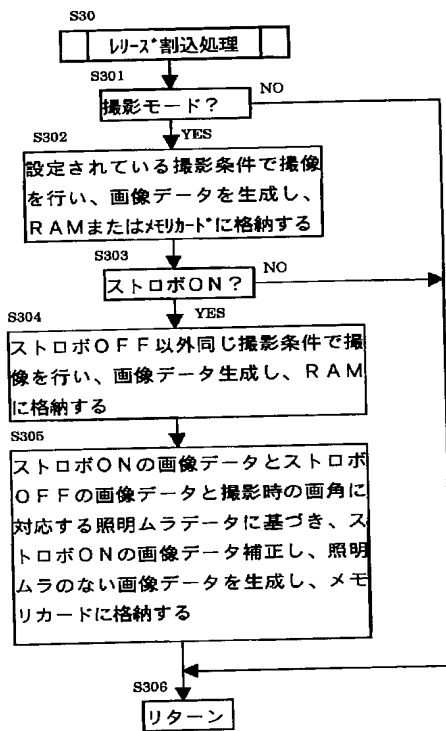 S30
ﾚﾘｰｽﾞ割込処理
S301
撮影モード？
NO
S302
YES
設定されている撮影条件で撮像
を行い、画像データを生成し、
ＲＡＭまたはﾒﾓﾘｶｰﾄﾞに格納する
S303
ストロボＯＮ？
NO
S304
YES
ストロボＯＦＦ以外同じ撮影条件で撮
像を行い、画像データ生成し、ＲＡＭ
に格納する
S305
ストロボＯＮの画像データとストロボ
ＯＦＦの画像データと撮影時の画角に
対応する照明ムラデータに基づき、ス
トロボＯＮの画像データ補正し、照明
ムラのない画像データを生成し、メモ
リカードに格納する
S306
リターン